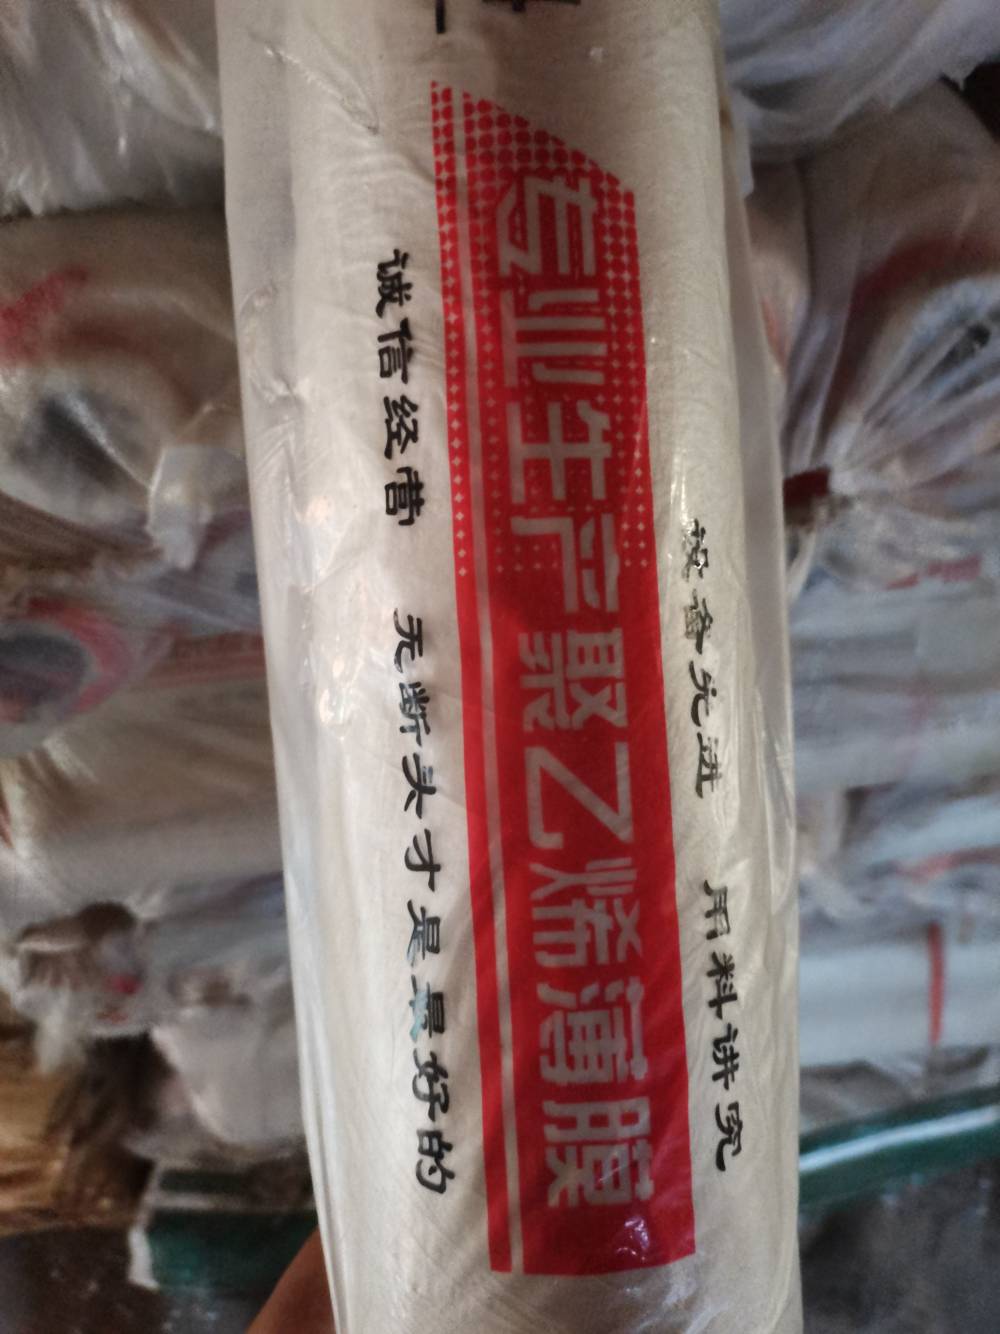 设备先进 用料讲究
专业生产聚乙烯薄膜
诚信经营 无断头才是最好的